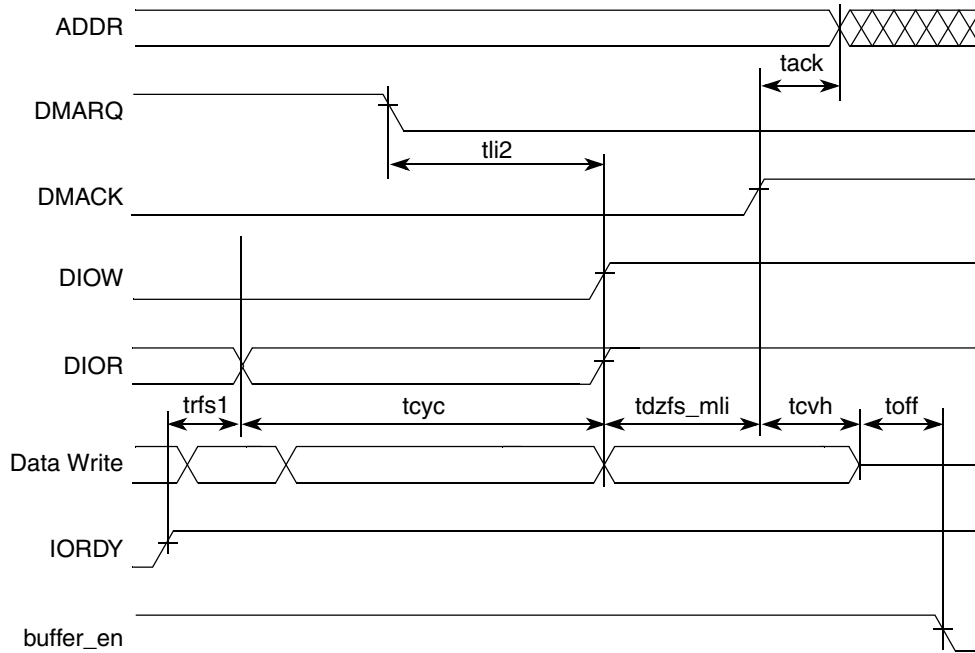 ADDR
tack
DMARQ
tli2
DMACK
DIOW
DIOR
trfs1 tcyc tdzfs_mli tcvh toff
Data Write
IORDY
buffer_en